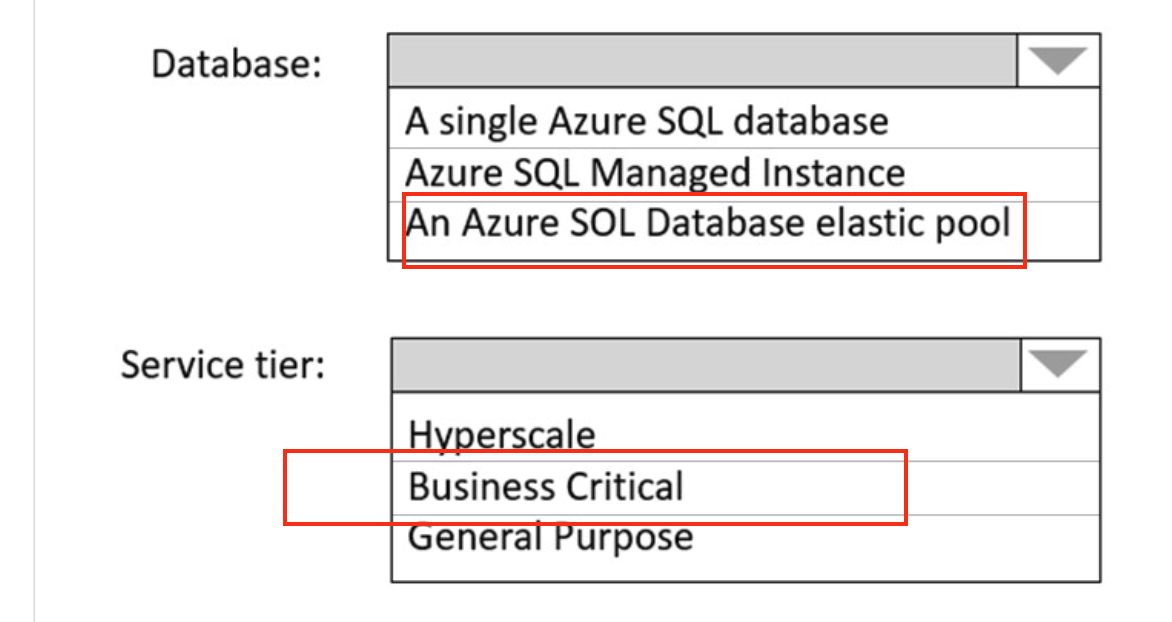 Database:
A single Azure SQL database
Azure SQL Managed Instance
An Azure SOL Database elastic pool
Service tier:
Hyperscale
Business Critical
General Purpose